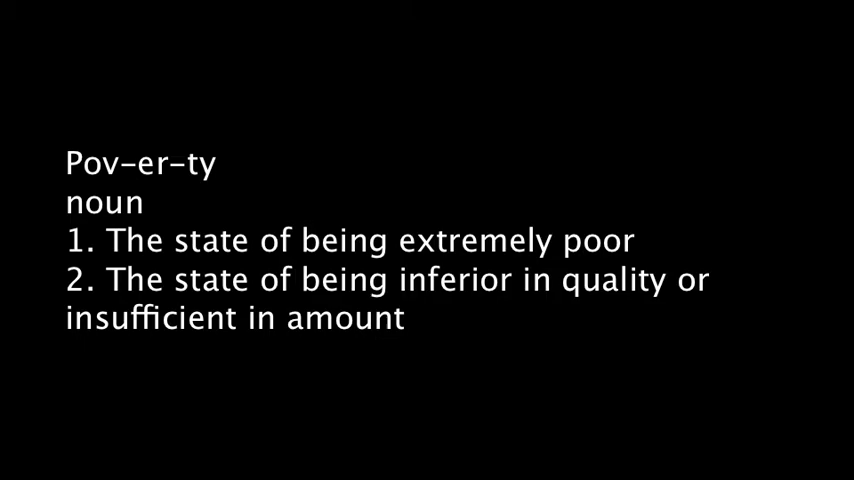 Pov-er-ty
noun
1. The state of being extremely poor
2. The state of being inferior in quality or
insufficient in amount